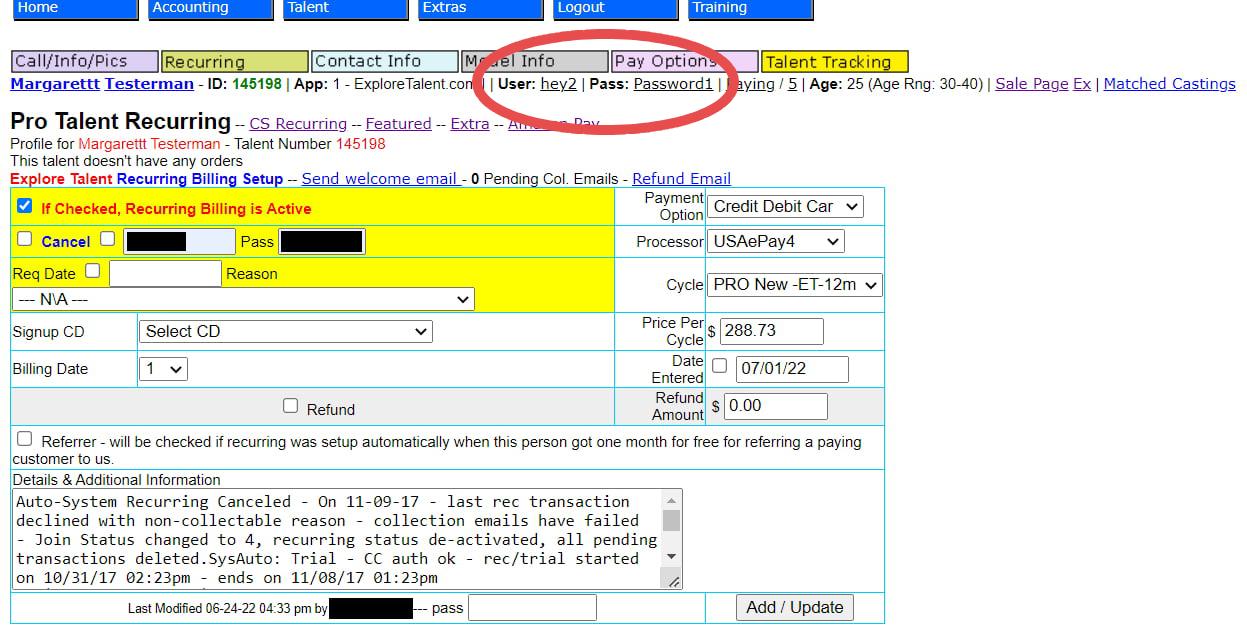 Home Accounting Talent Extras Logout Training
Call/Info/Pics Recurring Contact Info Model Info Pay Options Talent Tracking
Margarettt Testerman - ID: 145198 | App: 1 - ExploreTalent.com | User: hey2 | Pass: Password1 | Paying / 5 | Age: 25 (Age Rng: 30-40) | Sale Page Ex | Matched Castings
Pro Talent Recurring -- CS Recurring -- Featured -- Extra -- Amazon Pay
Profile for Margarettt Testerman - Talent Number 145198
This talent doesn't have any orders
Explore Talent Recurring Billing Setup -- Send welcome email - 0 Pending Col. Emails - Refund Email
If Checked, Recurring Billing is Active
Payment Option Credit Debit Car
Cancel Pass
Processor USAePay4
Req Date Reason
--- N\A ---
Cycle PRO New -ET-12m
Signup CD Select CD
Price Per Cycle $ 288.73
Billing Date 1
Date Entered 07/01/22
Refund
Refund Amount $ 0.00
Referrer - will be checked if recurring was setup automatically when this person got one month for free for referring a paying
customer to us.
Details & Additional Information
Auto-System Recurring Canceled - On 11-09-17 - last rec transaction
declined with non-collectable reason - collection emails have failed
- Join Status changed to 4, recurring status de-activated, all pending
transactions deleted.SysAuto: Trial - CC auth ok - rec/trial started
on 10/31/17 02:23pm - ends on 11/08/17 01:23pm
Last Modified 06-24-22 04:33 pm by --- pass
Add / Update